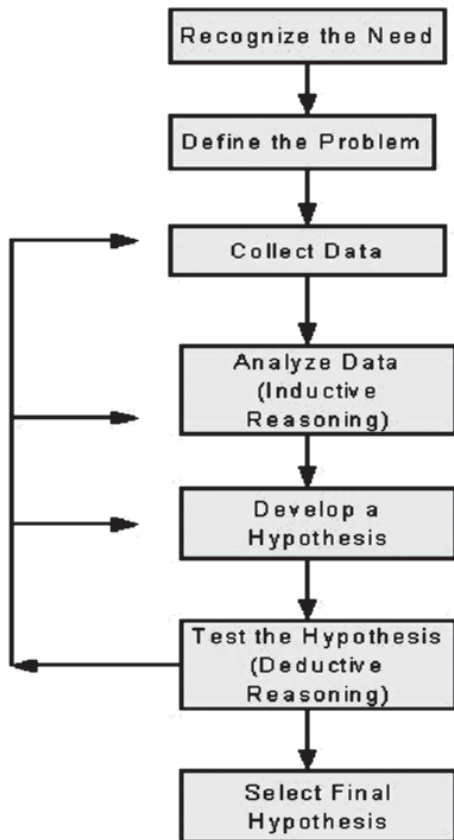 Recognize the Need
Define the Problem
Collect Data
Analyze Data
(Inductive
Reasoning)
Develop a
Hypothesis
Test the Hypothesis
(Deductive
Reasoning)
Select Final
Hypothesis